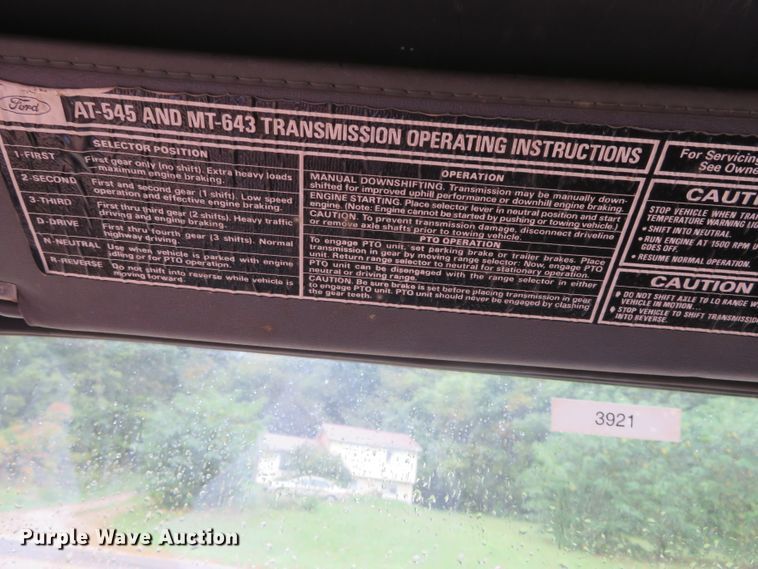 Ford
AT-545 AND MT-643 TRANSMISSION OPERATING INSTRUCTIONS
SELECTOR POSITION
1-FIRST
First gear only (no shift). Extra heavy loads
maximum engine braking.
2-SECOND
First and second gear (1 shift). Low speed
operation and effective engine braking.
3-THIRD
First thru third gear (2 shifts). Heavy traffic
driving and engine braking.
D-DRIVE
First thru fourth gear (3 shifts). Normal
highway driving.
N-NEUTRAL
Use when vehicle is parked with engine
idling or for PTO operation.
R-REVERSE
Do not shift into reverse while vehicle is
moving forward.
OPERATION
MANUAL DOWNSHIFTING. Transmission may be manually down-
shifted for improved uphill performance or downhill engine braking
ENGINE STARTING. Place selector lever in neutral position and start
engine. (Note: Engine cannot be started by pushing or towing vehicle.)
CAUTION. To prevent transmission damage, disconnect driveline
or remove axle shafts prior to towing vehicle.
PTO OPERATION
To engage PTO unit, set parking brake or trailer brakes. Place
transmission in gear by moving range selector: Now, engage PTO
unit. Return range selector to neutral for stationary operation.
PTO unit can be disengaged with the range selector in either
neutral or driving range.
CAUTION. Be sure brake is set before placing transmission in gear
to engage PTO unit. PTO unit should never be engaged by clashing
the gear teeth.
For Servicing
See Owne
CAUT
STOP VEHICLE WHEN TRA
TEMPERATURE WARNING LIG
• SHIFT INTO NEUTRAL.
• RUN ENGINE AT 1500 RPM U
GOES OFF.
• RESUME NORMAL OPERATION.
CAUTION
• DO NOT SHIFT AXLE TO LO RANGE W
VEHICLE IN MOTION
• STOP VEHICLE TO SHIFT TRANSMISSIO
INTO REVERSE.
3921
Purple Wave Auction